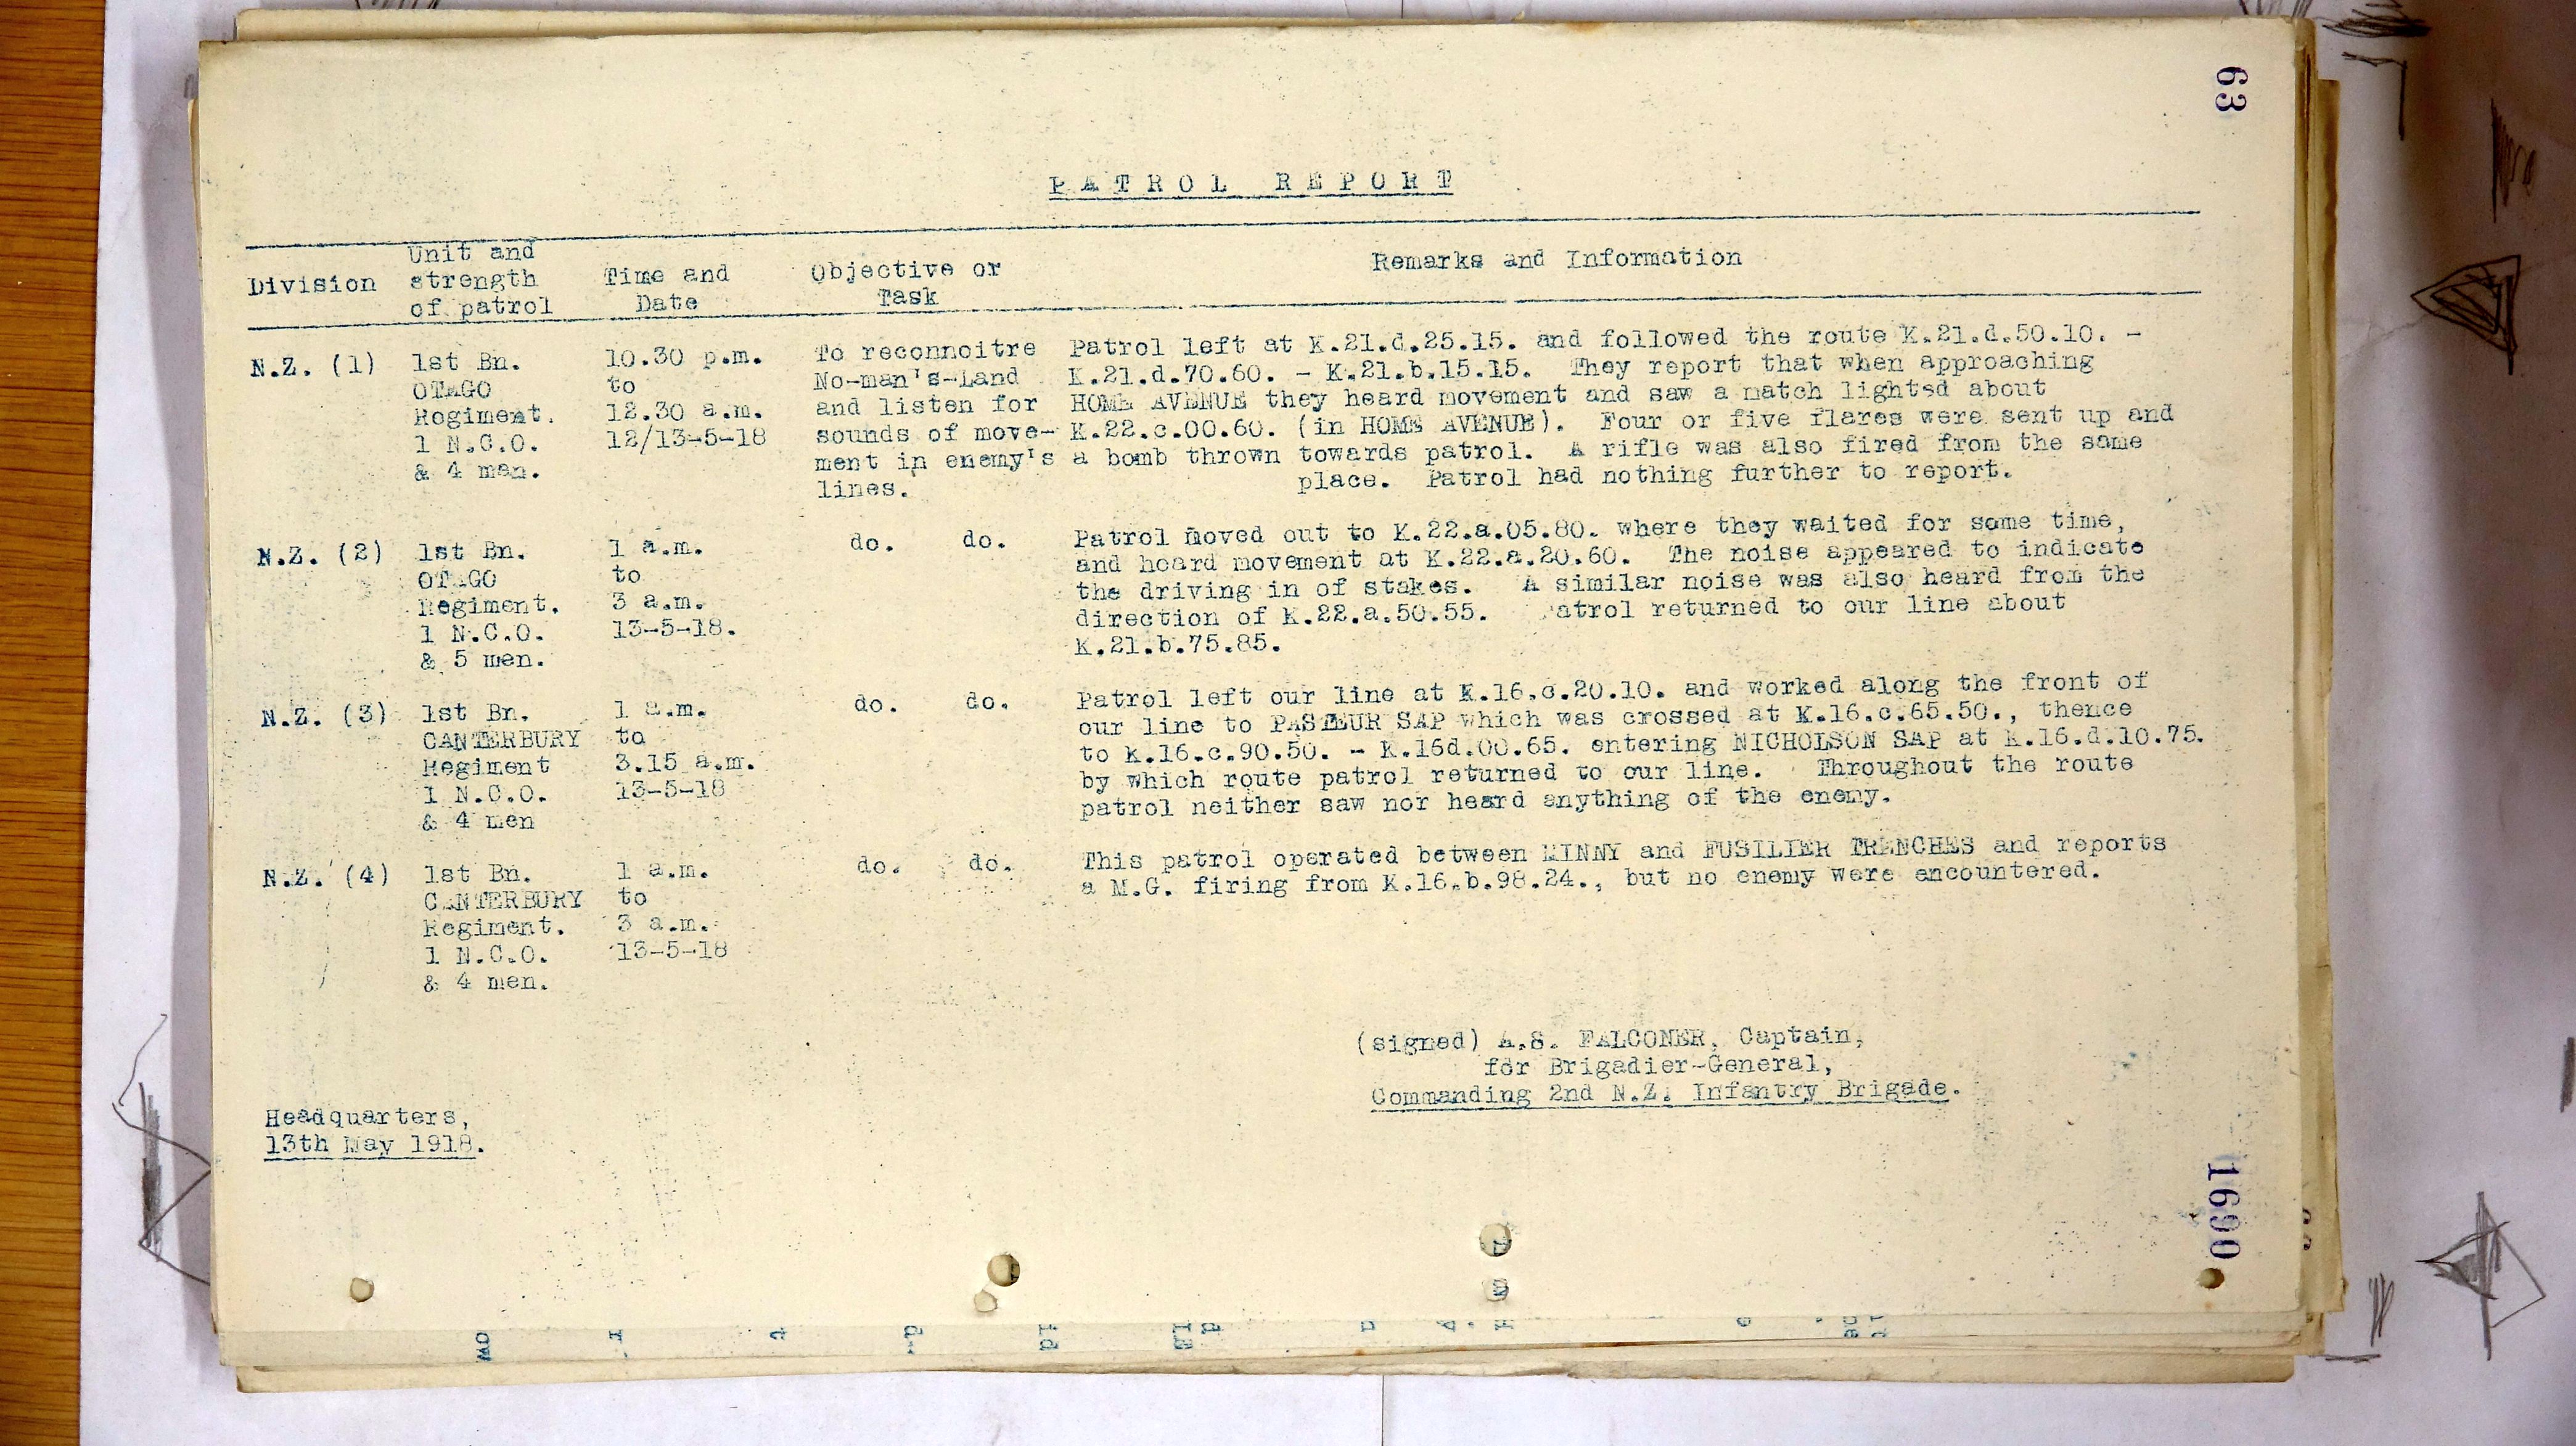 63
PATROL REPORT
Division
Unit and
strength
of patrol
Time and
Date
Objective or
Task
Remarks and Information
N.Z. (1)
1st Bn.
OTAGO
Regiment.
1 N.C.O.
& 4 men.
10.30 p.m.
to
12.30 a.m.
12/13-5-18
To reconnoitre
No-man's-Land
and listen for
sounds of move-
ment in enemy's
lines.
Patrol left at K.21.d.25.15. and followed the route K.21.d.50.10. -
K.21.d.70.60. - K.21.b.15.15. They report that when approaching
HOME AVENUE they heard movement and saw a match lighted about
K.22.c.00.60. (in HOME AVENUE). Four or five flares were sent up and
a bomb thrown towards patrol. A rifle was also fired from the same
place. Patrol had nothing further to report.
N.Z. (2)
1st Bn.
OTAGO
Regiment.
1 N.C.O.
& 5 men.
1 a.m.
to
3 a.m.
13-5-18.
do. do.
Patrol moved out to K.22.a.05.80. where they waited for some time,
and heard movement at K.22.a.20.60. The noise appeared to indicate
the driving in of stakes. A similar noise was also heard from the
direction of K.22.a.50.55. Patrol returned to our line about
K.21.b.75.85.
N.Z. (3)
1st Bn.
CANTERBURY
Regiment
1 N.C.O.
& 4 men
1 a.m.
to
3.15 a.m.
13-5-18
do. do.
Patrol left our line at K.16.c.20.10. and worked along the front of
our line to PASTEUR SAP which was crossed at K.16.c.65.50., thence
to K.16.c.90.50. - K.16d.00.65. entering NICHOLSON SAP at K.16.d.10.75.
by which route patrol returned to our line. Throughout the route
patrol neither saw nor heard anything of the enemy.
N.Z. (4)
1st Bn.
CANTERBURY
Regiment.
1 N.C.O.
& 4 men.
1 a.m.
to
3 a.m.
13-5-18
do. do.
This patrol operated between MINNY and FUSILIER TRENCHES and reports
a M.G. firing from K.16.b.98.24., but no enemy were encountered.
(signed) A.S. FALCONER, Captain,
for Brigadier-General,
Commanding 2nd N.Z. Infantry Brigade.
Headquarters,
13th May 1918.
1690